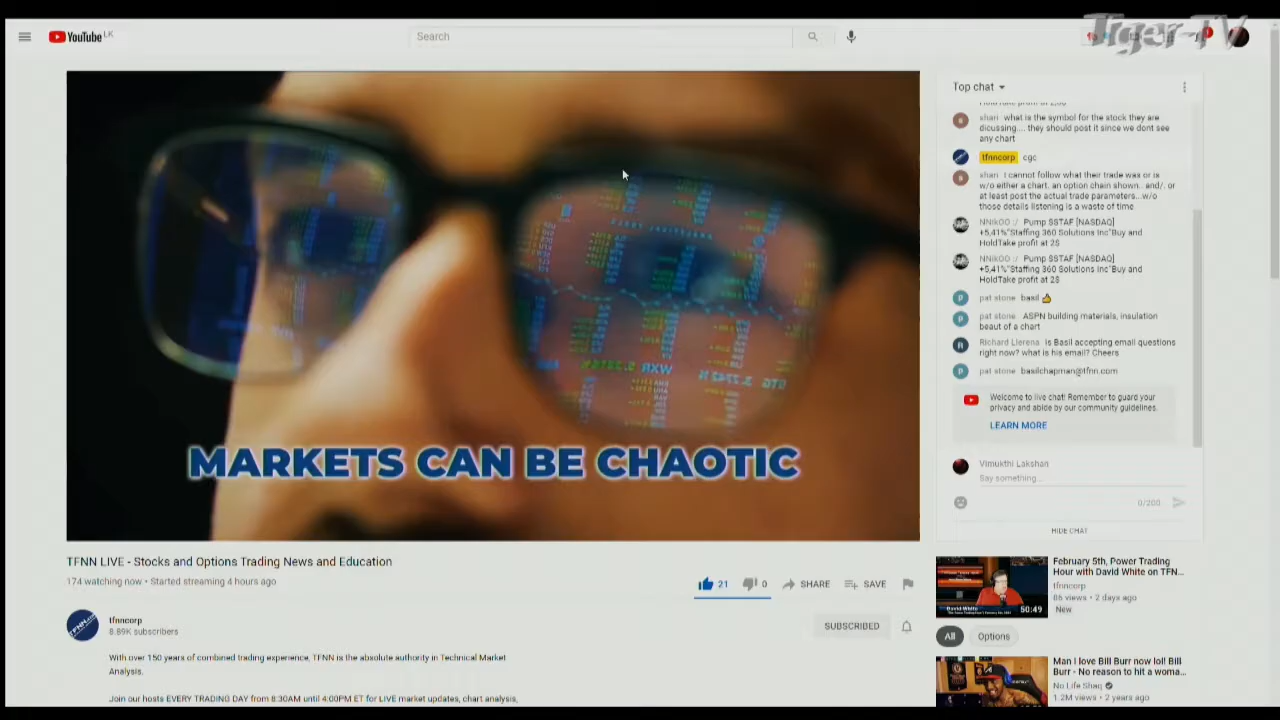 YouTube LK
Search
Tiger-TV
Top chat
shan what is the symbol for the stock they are
dicussing.... they should post it since we dont see
any chart
tfnncorp cgc
shan I cannot follow what their trade was or is
w/o either a chart, an option chain shown.. and/, or
at least post the actual trade parameters...w/o
those details listening is a waste of time
NNikOO :/ Pump $STAF [NASDAQ]
+5,41%"Staffing 360 Solutions Inc"Buy and
HoldTake profit at 2$
NNikOO :/ Pump $STAF [NASDAQ]
+5,41%"Staffing 360 Solutions Inc"Buy and
HoldTake profit at 2$
pat stone basil 👍
pat stone ASPN building materials, insulation
beaut of a chart
Richard Llerena is Basil accepting email questions
right now? what is his email? Cheers
pat stone basilchapman@tfnn.com
Welcome to live chat! Remember to guard your
privacy and abide by our community guidelines.
LEARN MORE
Vimukthi Lakshan
Say something...
0/200
HIDE CHAT
MARKETS CAN BE CHAOTIC
TFNN LIVE - Stocks and Options Trading News and Education
174 watching now • Started streaming 4 hours ago
21 0 SHARE SAVE
tfnncorp
8.89K subscribers
SUBSCRIBED
With over 150 years of combined trading experience, TFNN is the absolute authority in Technical Market
Analysis.
Join our hosts EVERY TRADING DAY from 8:30AM until 4:00PM ET for LIVE market updates, chart analysis,
February 5th, Power Trading
Hour with David White on TFN...
tfnncorp
86 views • 2 days ago
New
David White
50:49
All Options
Man I love Bill Burr now lol! Bill
Burr - No reason to hit a woma...
No Life Shaq
1.2M views • 2 years ago